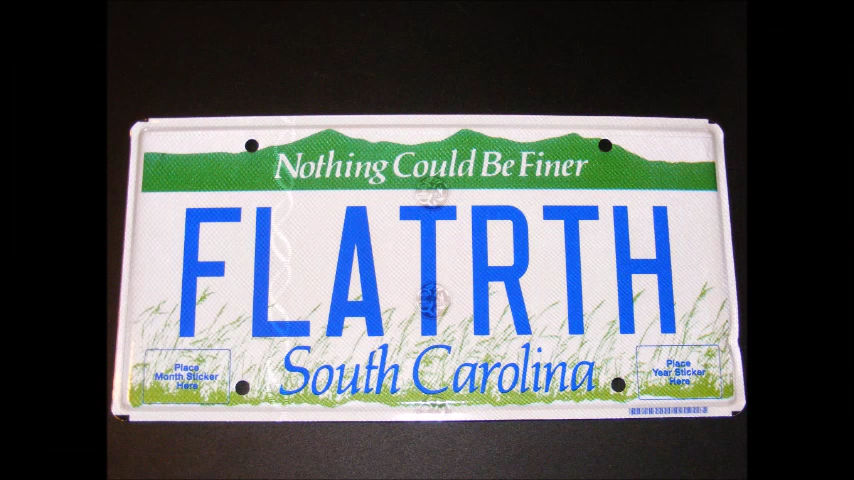 Nothing Could Be Finer
FLATRTH
South Carolina
Place
Month Sticker
Here
Place
Year Sticker
Here